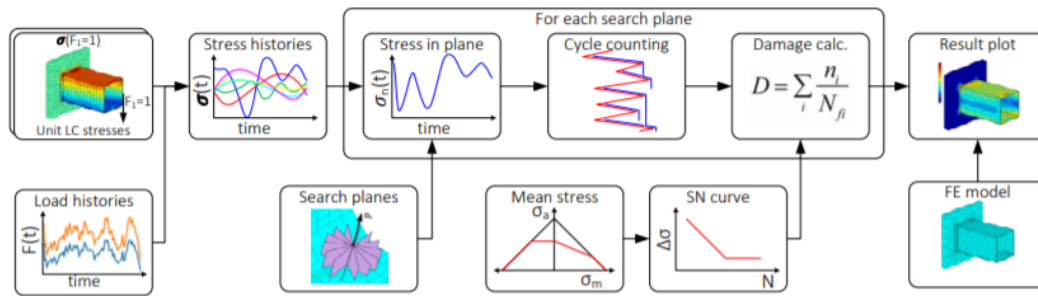 σ(F₁=1)
F₁=1
Unit LC stresses
Load histories
F(t)
time
Stress histories
σ(t)
time
For each search plane
Stress in plane
σₙ(t)
time
Cycle counting
Damage calc.
D = ∑ᵢ nᵢ / N_fi
Result plot
Search planes
Mean stress
σₐ
σₘ
SN curve
Δσ
N
FE model